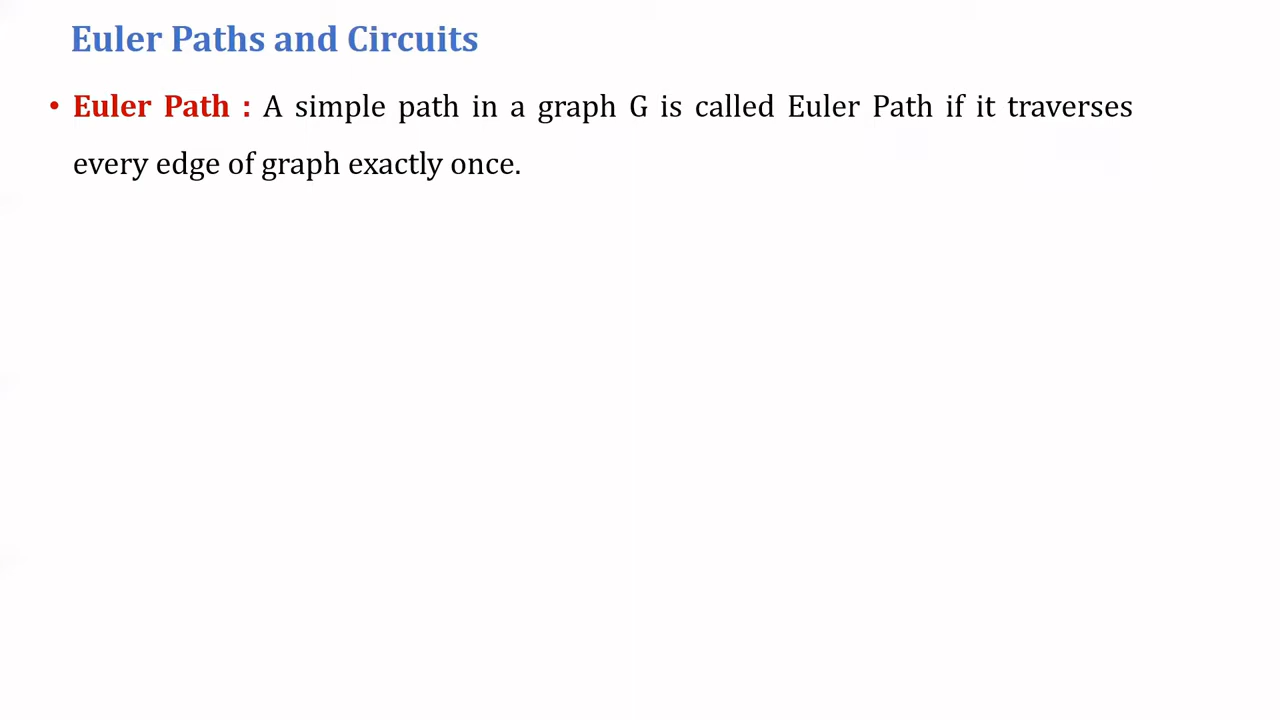 Euler Paths and Circuits
• Euler Path : A simple path in a graph G is called Euler Path if it traverses
every edge of graph exactly once.